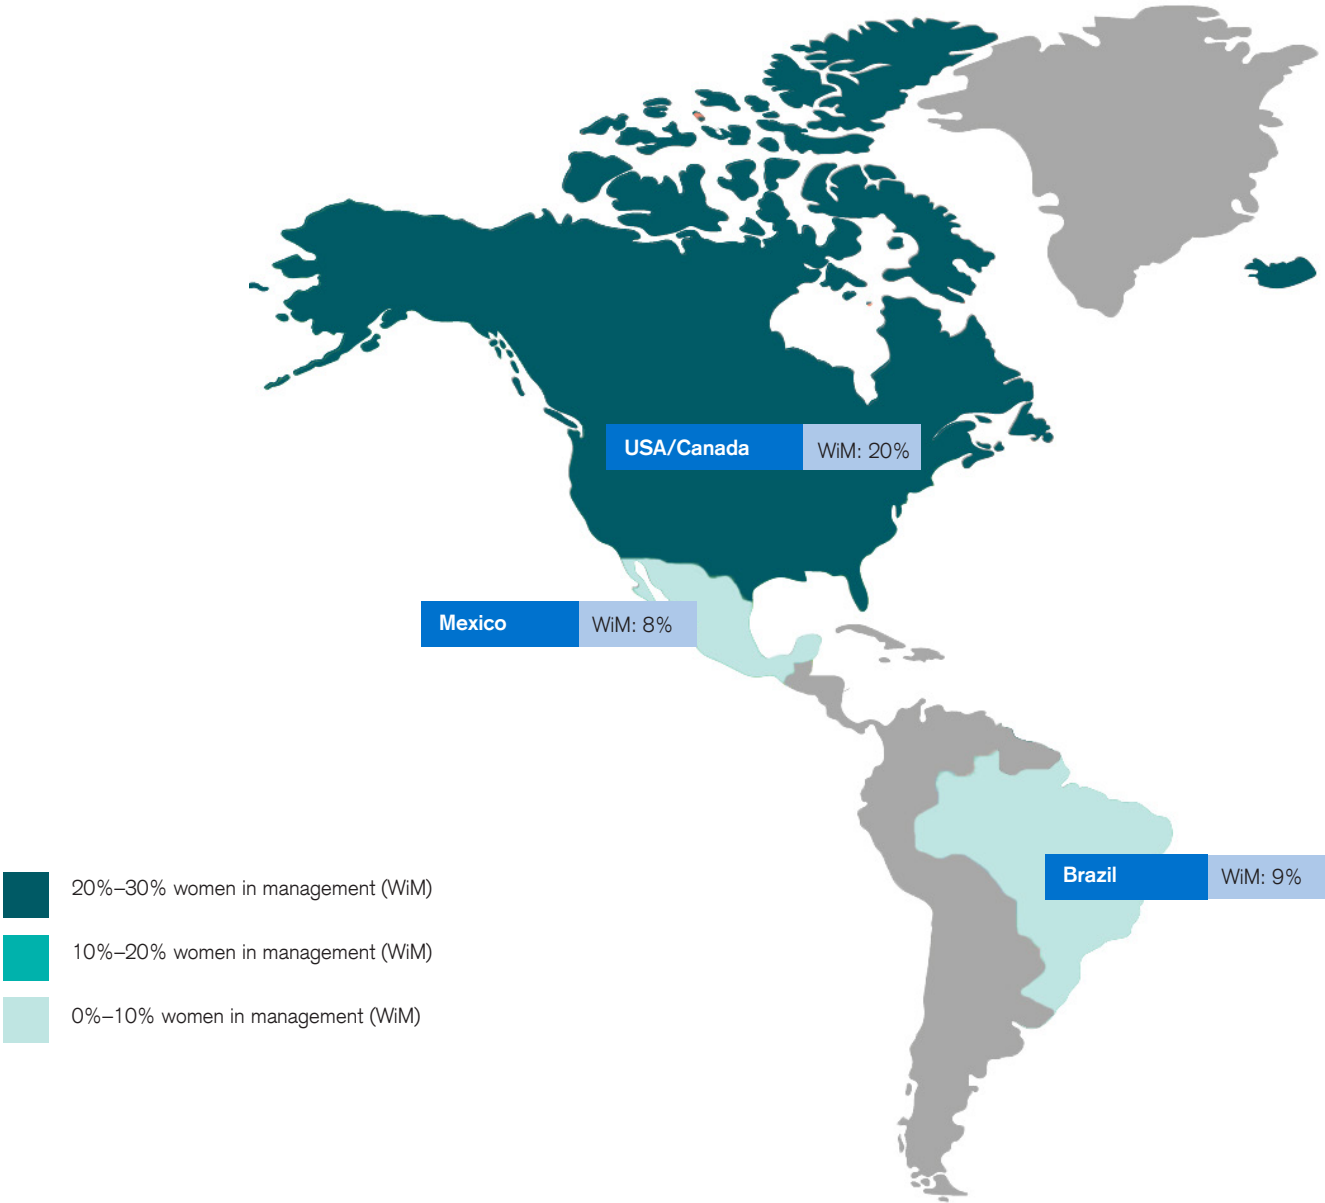 USA/Canada WiM: 20%
Mexico WiM: 8%
Brazil WiM: 9%
20%–30% women in management (WiM)
10%–20% women in management (WiM)
0%–10% women in management (WiM)